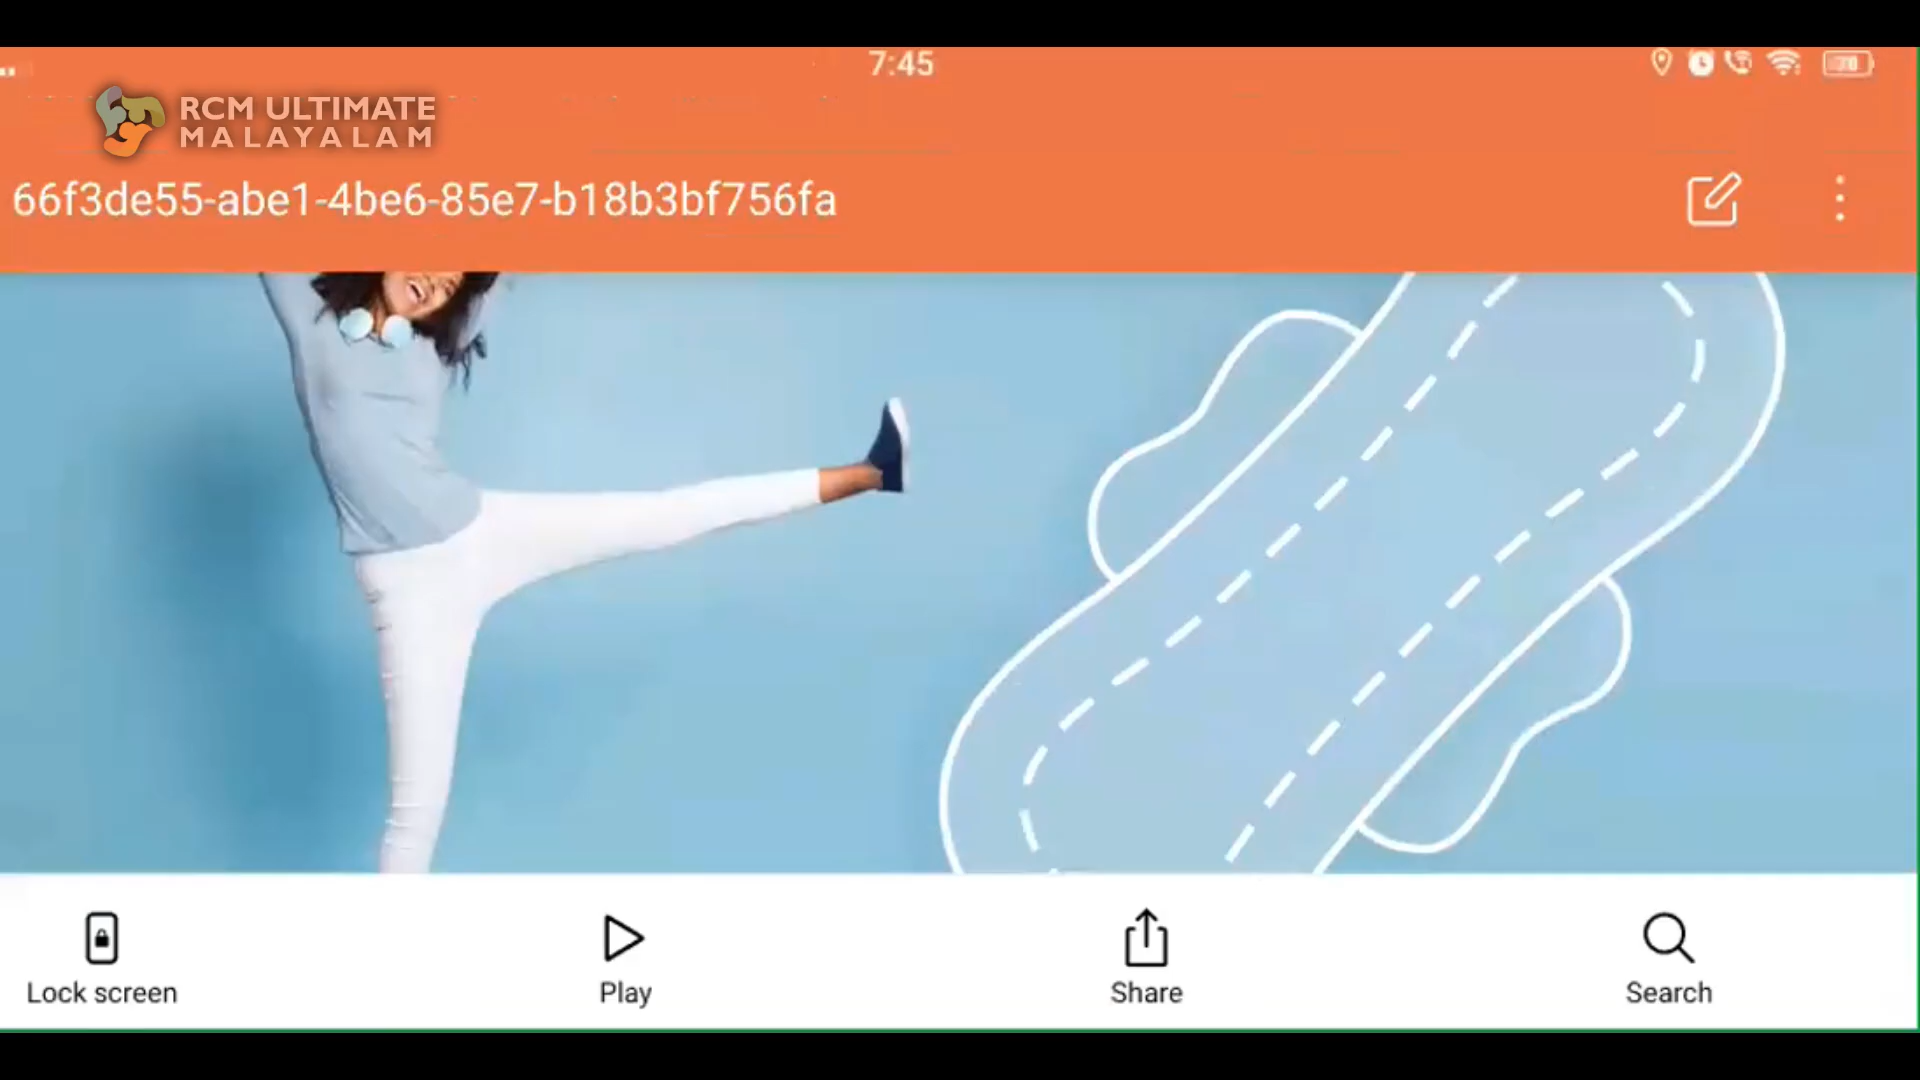 7:45
RCM ULTIMATE
MALAYALAM
66f3de55-abe1-4be6-85e7-b18b3bf756fa
Lock screen
Play
Share
Search